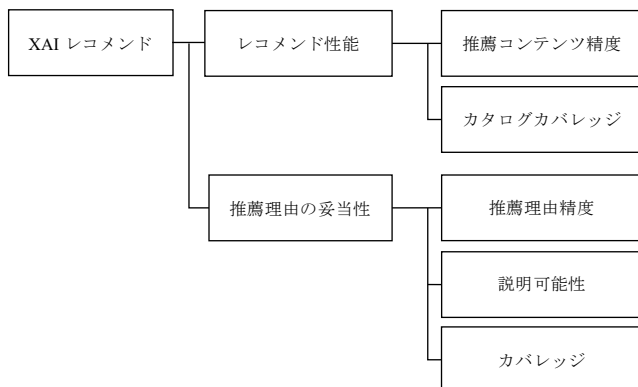 XAI レコメンド
レコメンド性能
推薦コンテンツ精度
カタログカバレッジ
推薦理由の妥当性
推薦理由精度
説明可能性
カバレッジ